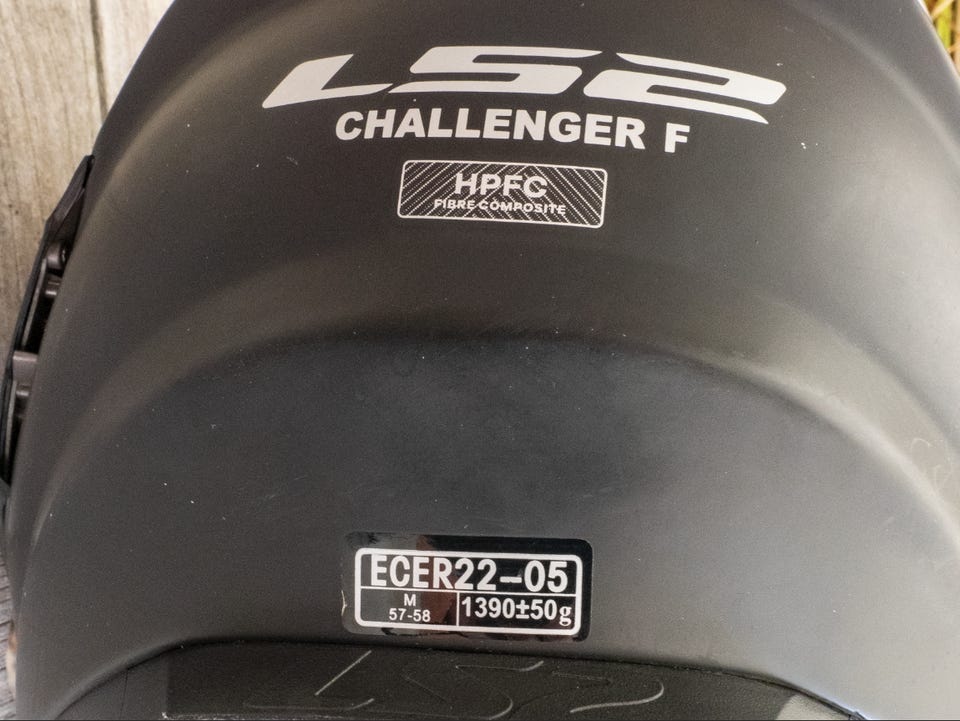 LS2
CHALLENGER F
HPFC
FIBRE COMPOSITE
ECER22-05
M
57-58
1390±50g
LS2